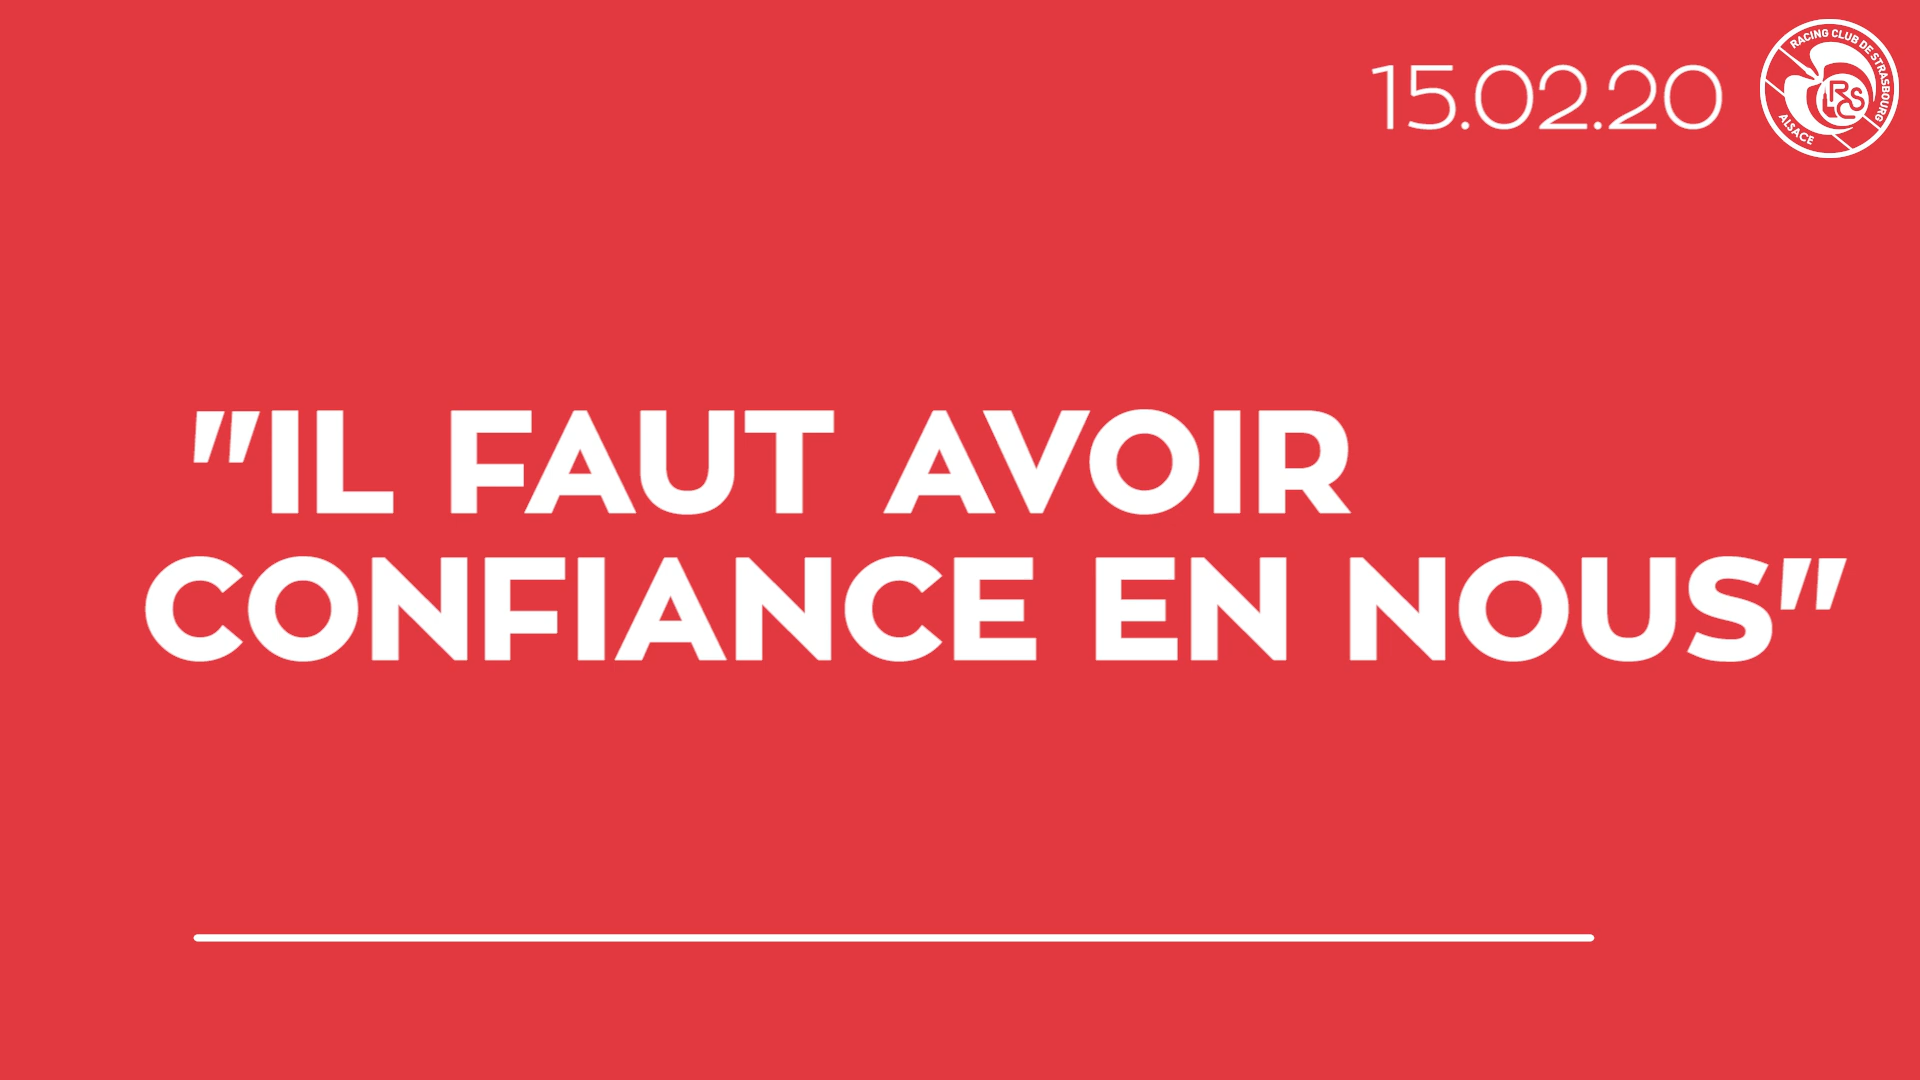 15.02.20
RACING CLUB DE STRASBOURG
RCS
ALSACE
"IL FAUT AVOIR
CONFIANCE EN NOUS"